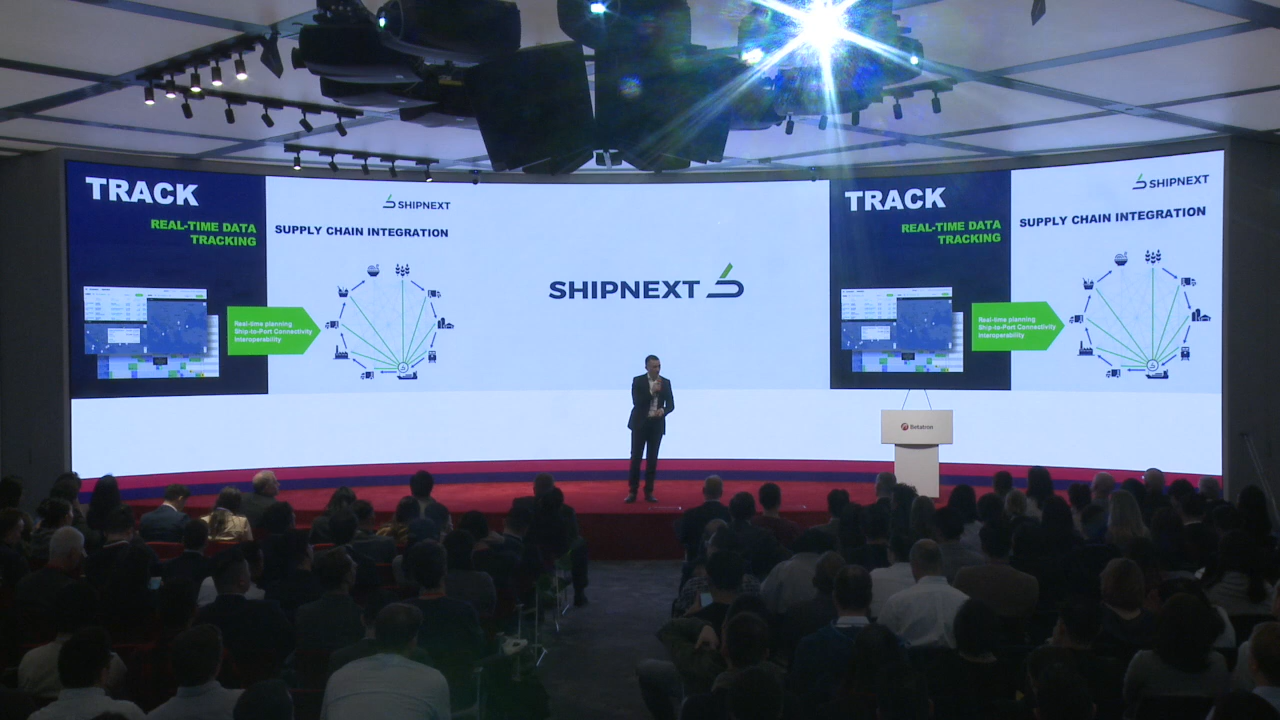 TRACK
REAL-TIME DATA
TRACKING
SHIPNEXT
SUPPLY CHAIN INTEGRATION
Real-time planning
Ship-to-Port Connectivity
Interoperability
SHIPNEXT
TRACK
REAL-TIME DATA
TRACKING
SHIPNEXT
SUPPLY CHAIN INTEGRATION
Real-time planning
Ship-to-Port Connectivity
Interoperability
Betatron